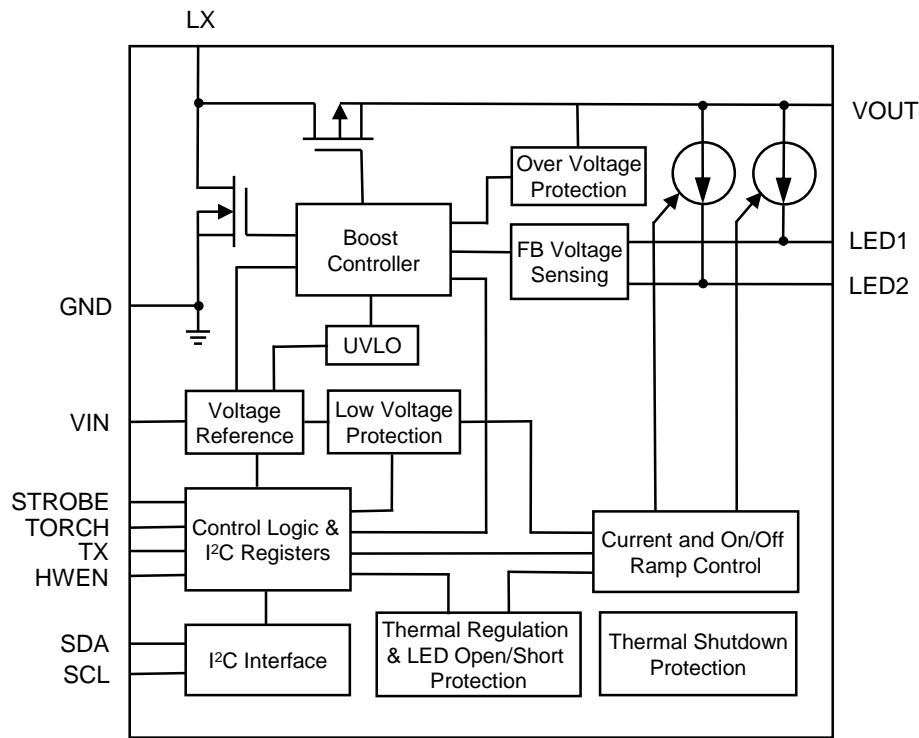 LX
VOUT
Over Voltage
Protection
Boost
Controller
FB Voltage
Sensing
LED1
LED2
GND
UVLO
VIN
Voltage
Reference
Low Voltage
Protection
STROBE
TORCH
TX
HWEN
Control Logic &
I²C Registers
Current and On/Off
Ramp Control
SDA
SCL
I²C Interface
Thermal Regulation
& LED Open/Short
Protection
Thermal Shutdown
Protection